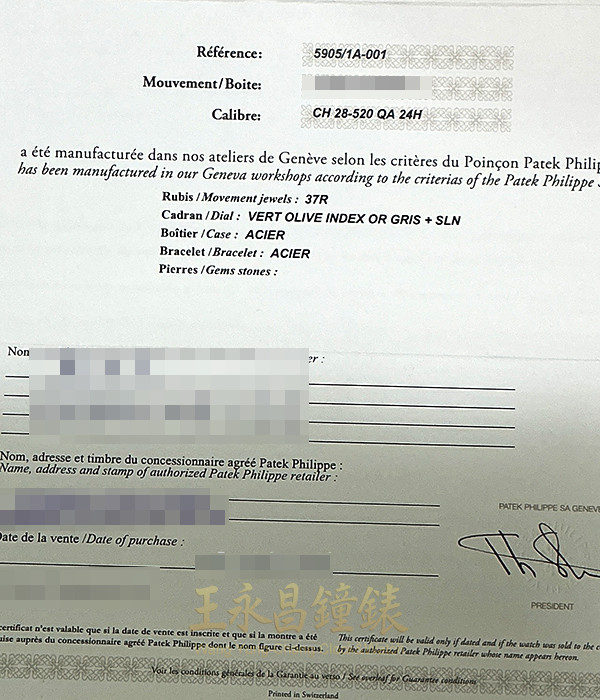 Référence: 5905/1A-001
Mouvement/Boite:
Calibre: CH 28-520 QA 24H
a été manufacturée dans nos ateliers de Genève selon les critères du Poinçon Patek Philip
has been manufactured in our Geneva workshops according to the criterias of the Patek Philippe S
Rubis/Movement jewels : 37R
Cadran/Dial : VERT OLIVE INDEX OR GRIS + SLN
Boîtier/Case : ACIER
Bracelet/Bracelet : ACIER
Pierres/Gems stones :
Non er :
Nom, adresse et timbre du concessionnaire agréé Patek Philippe :
Name, address and stamp of authorized Patek Philippe retailer :
PATEK PHILIPPE SA GENEV
Date de la vente/Date of purchase :
PRESIDENT
王永昌鐘錶
certificat n'est valable que si la date de vente est inscrite et que si la montre a été
uise auprès du concessionnaire agréé Patek Philippe dont le nom figure ci-dessus.
This certificate will be valid only if dated and if the watch was sold to the c
by the authorized Patek Philippe retailer whose name appears hereon.
Voir les conditions générales de la Garantie au verso / See overleaf for Guarantee conditions
Printed in Switzerland